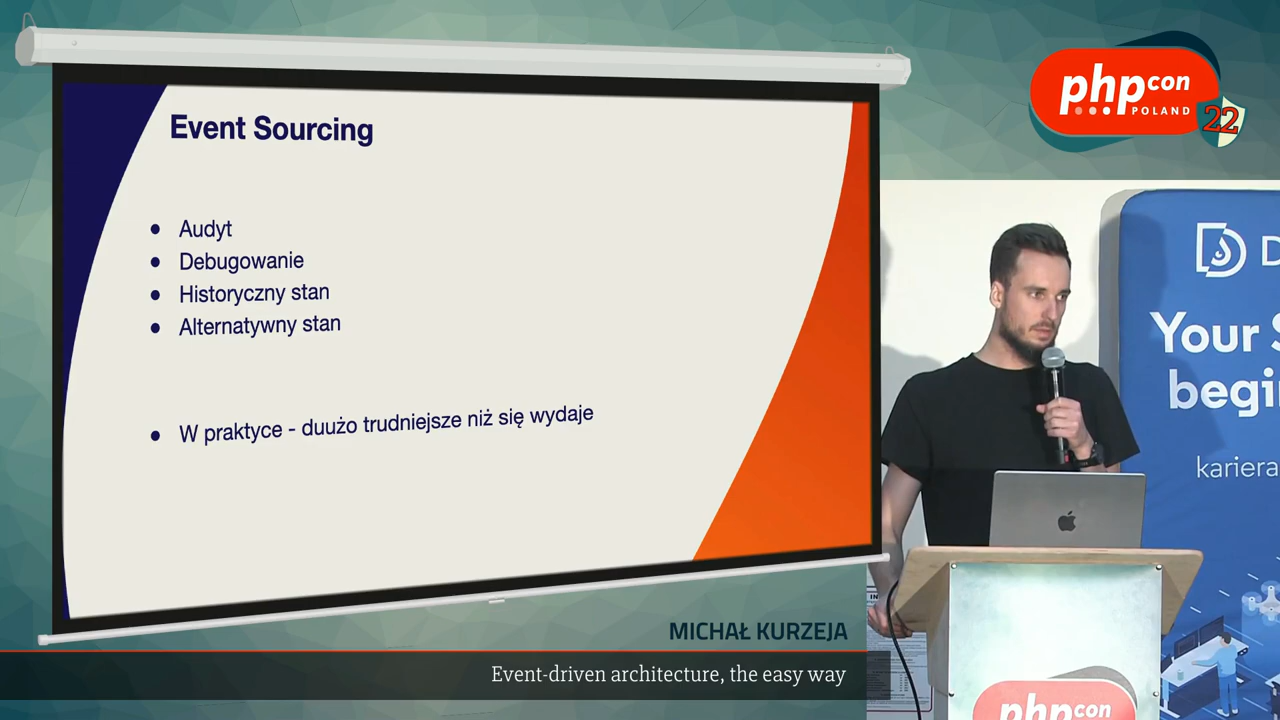 Event Sourcing
Audyt
Debugowanie
Historyczny stan
Alternatywny stan
W praktyce - duużo trudniejsze niż się wydaje
MICHAŁ KURZEJA
Event-driven architecture, the easy way
phpcon
POLAND
22
Your
begi
kariera
phpcon